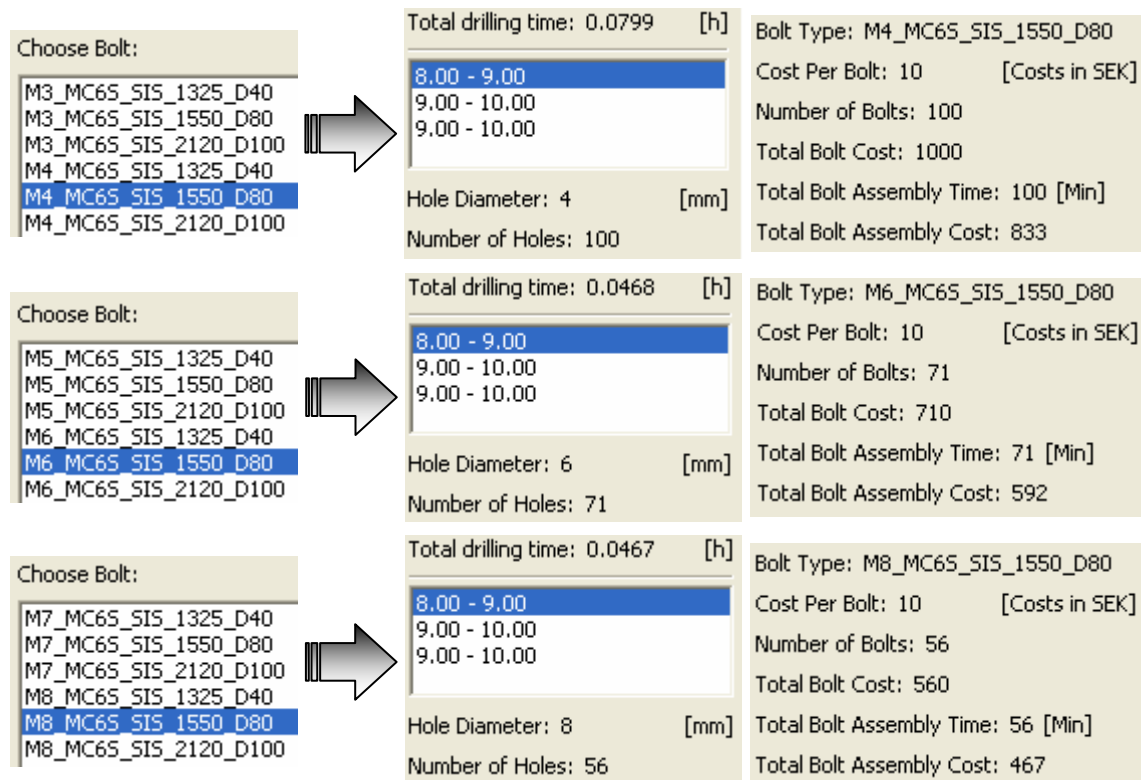 Choose Bolt:
M3_MC6S_SIS_1325_D40
M3_MC6S_SIS_1550_D80
M3_MC6S_SIS_2120_D100
M4_MC6S_SIS_1325_D40
M4_MC6S_SIS_1550_D80
M4_MC6S_SIS_2120_D100
Total drilling time: 0.0799 [h]
8.00 - 9.00
9.00 - 10.00
9.00 - 10.00
Hole Diameter: 4 [mm]
Number of Holes: 100
Bolt Type: M4_MC6S_SIS_1550_D80
Cost Per Bolt: 10 [Costs in SEK]
Number of Bolts: 100
Total Bolt Cost: 1000
Total Bolt Assembly Time: 100 [Min]
Total Bolt Assembly Cost: 833
Choose Bolt:
M5_MC6S_SIS_1325_D40
M5_MC6S_SIS_1550_D80
M5_MC6S_SIS_2120_D100
M6_MC6S_SIS_1325_D40
M6_MC6S_SIS_1550_D80
M6_MC6S_SIS_2120_D100
Total drilling time: 0.0468 [h]
8.00 - 9.00
9.00 - 10.00
9.00 - 10.00
Hole Diameter: 6 [mm]
Number of Holes: 71
Bolt Type: M6_MC6S_SIS_1550_D80
Cost Per Bolt: 10 [Costs in SEK]
Number of Bolts: 71
Total Bolt Cost: 710
Total Bolt Assembly Time: 71 [Min]
Total Bolt Assembly Cost: 592
Choose Bolt:
M7_MC6S_SIS_1325_D40
M7_MC6S_SIS_1550_D80
M7_MC6S_SIS_2120_D100
M8_MC6S_SIS_1325_D40
M8_MC6S_SIS_1550_D80
M8_MC6S_SIS_2120_D100
Total drilling time: 0.0467 [h]
8.00 - 9.00
9.00 - 10.00
9.00 - 10.00
Hole Diameter: 8 [mm]
Number of Holes: 56
Bolt Type: M8_MC6S_SIS_1550_D80
Cost Per Bolt: 10 [Costs in SEK]
Number of Bolts: 56
Total Bolt Cost: 560
Total Bolt Assembly Time: 56 [Min]
Total Bolt Assembly Cost: 467